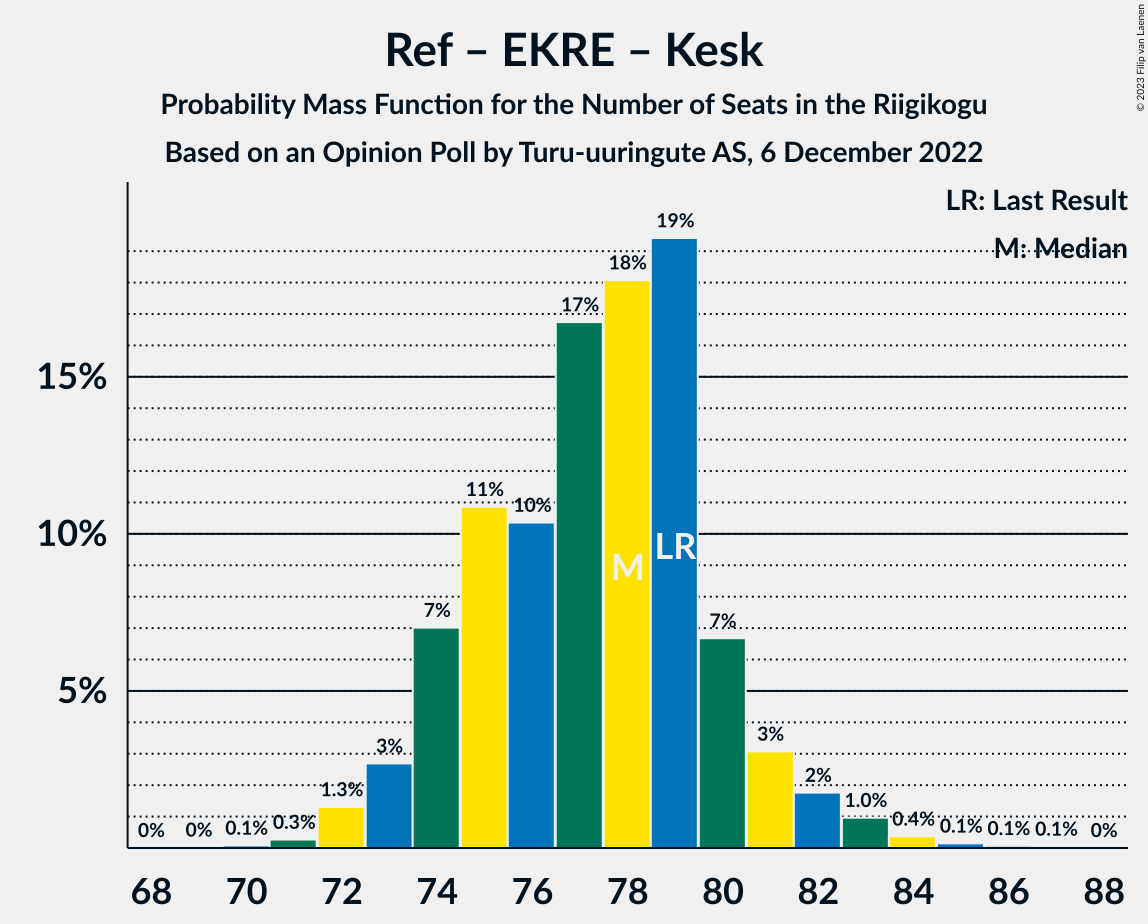 Ref – EKRE – Kesk
Probability Mass Function for the Number of Seats in the Riigikogu
Based on an Opinion Poll by Turu-uuringute AS, 6 December 2022
© 2023 Filip van Laenen
LR: Last Result
M: Median
15%
10%
5%
0%
0%
0.1%
0.3%
1.3%
3%
7%
11%
10%
17%
18%
19%
7%
3%
2%
1.0%
0.4%
0.1%
0.1%
0.1%
0%
M
LR
68 70 72 74 76 78 80 82 84 86 88